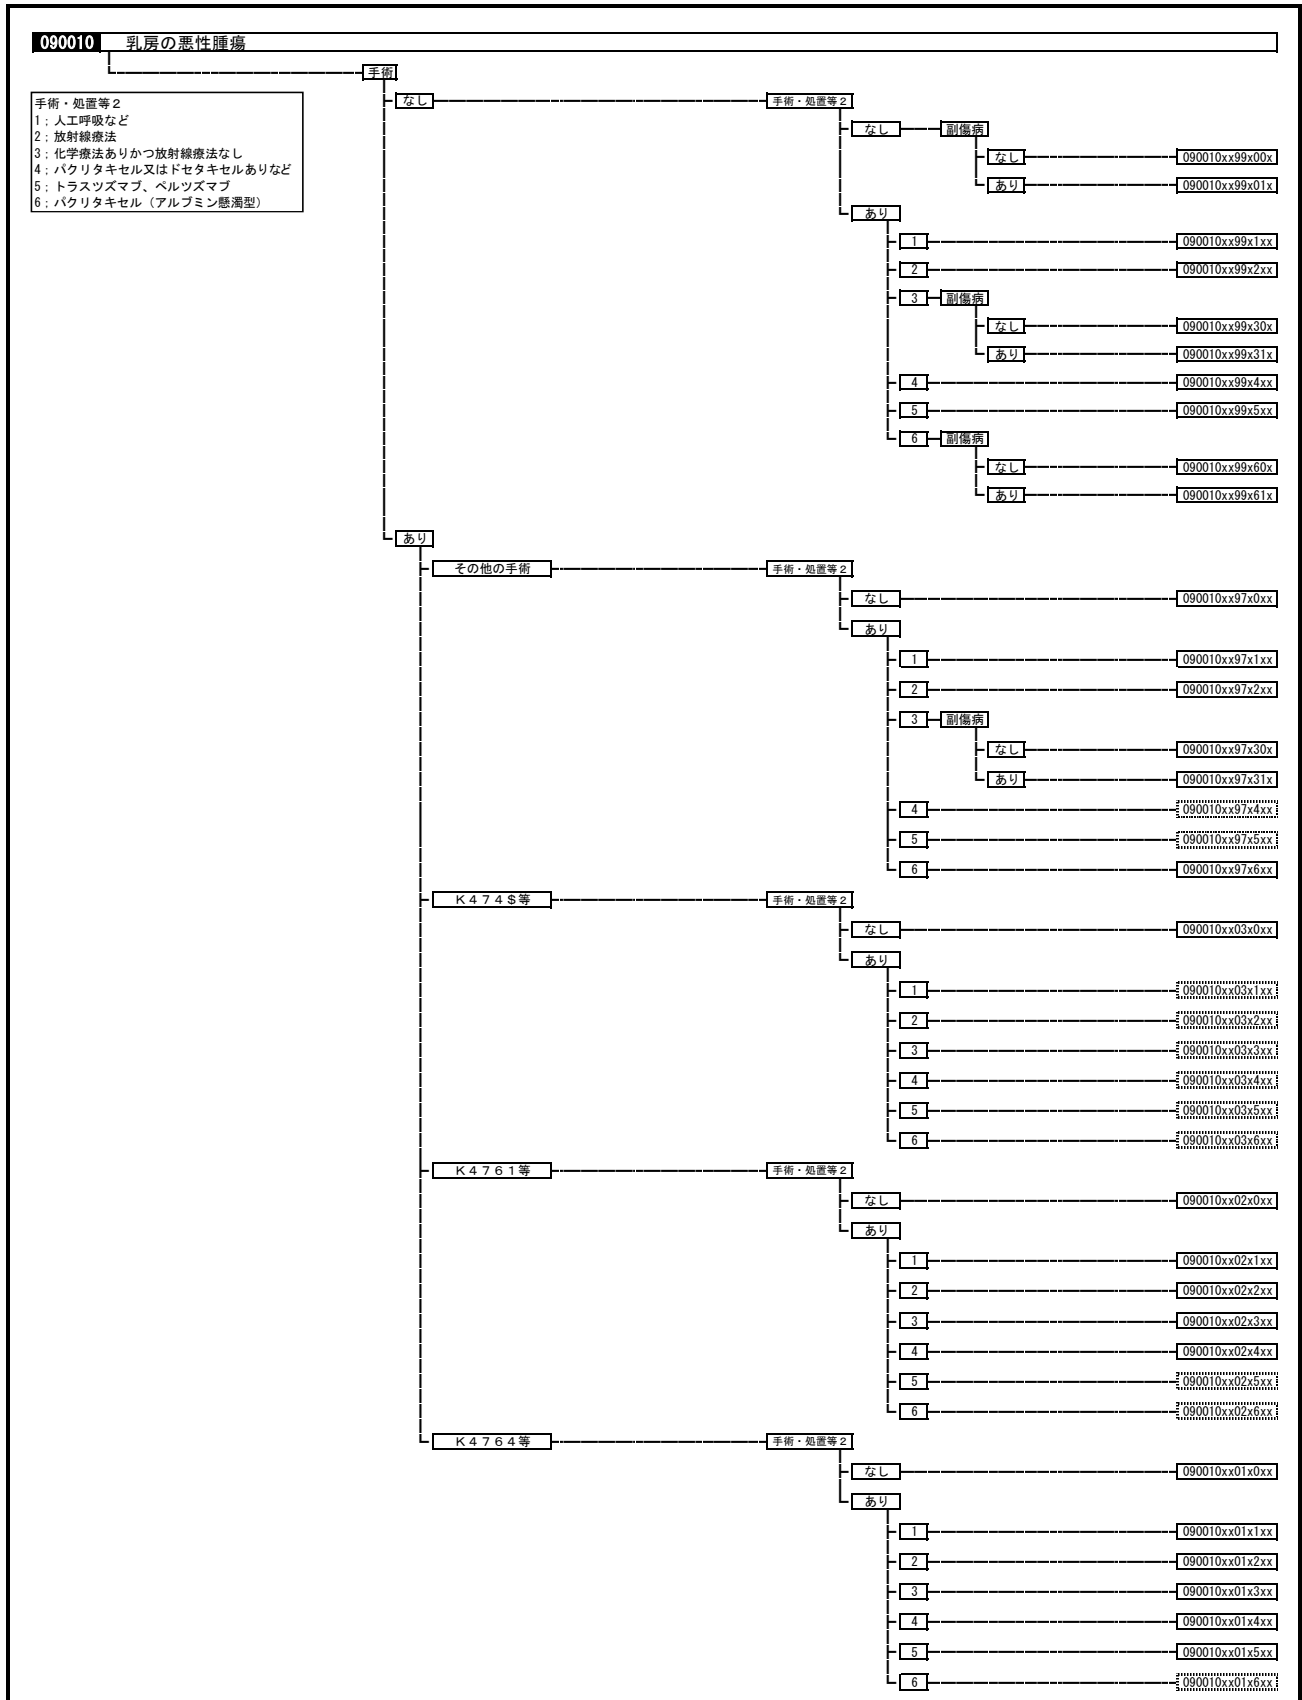 090010 乳房の悪性腫瘍
手術
手術・処置等２
1；人工呼吸など
2；放射線療法
3；化学療法ありかつ放射線療法なし
4；パクリタキセル又はドセタキセルありなど
5；トラスツズマブ、ペルツズマブ
6；パクリタキセル（アルブミン懸濁型）
なし 手術・処置等２
なし 副傷病
なし 090010xx99x00x
あり 090010xx99x01x
あり
1 090010xx99x1xx
2 090010xx99x2xx
3 副傷病
なし 090010xx99x30x
あり 090010xx99x31x
4 090010xx99x4xx
5 090010xx99x5xx
6 副傷病
なし 090010xx99x60x
あり 090010xx99x61x
あり
その他の手術 手術・処置等２
なし 090010xx97x0xx
あり
1 090010xx97x1xx
2 090010xx97x2xx
3 副傷病
なし 090010xx97x30x
あり 090010xx97x31x
4 090010xx97x4xx
5 090010xx97x5xx
6 090010xx97x6xx
Ｋ４７４＄等 手術・処置等２
なし 090010xx03x0xx
あり
1 090010xx03x1xx
2 090010xx03x2xx
3 090010xx03x3xx
4 090010xx03x4xx
5 090010xx03x5xx
6 090010xx03x6xx
Ｋ４７６１等 手術・処置等２
なし 090010xx02x0xx
あり
1 090010xx02x1xx
2 090010xx02x2xx
3 090010xx02x3xx
4 090010xx02x4xx
5 090010xx02x5xx
6 090010xx02x6xx
Ｋ４７６４等 手術・処置等２
なし 090010xx01x0xx
あり
1 090010xx01x1xx
2 090010xx01x2xx
3 090010xx01x3xx
4 090010xx01x4xx
5 090010xx01x5xx
6 090010xx01x6xx